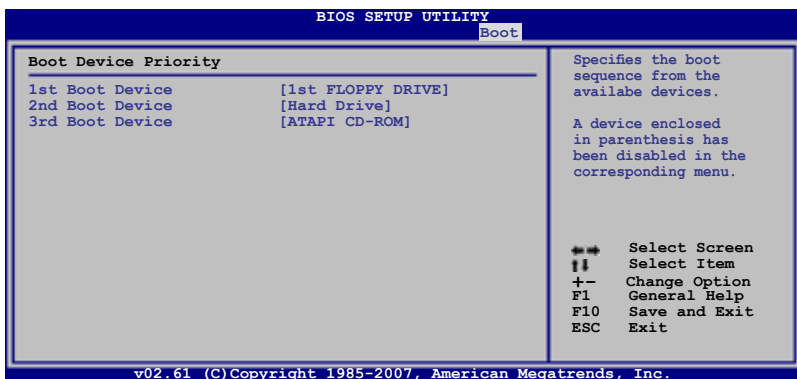 BIOS SETUP UTILITY
Boot
Boot Device Priority
1st Boot Device [1st FLOPPY DRIVE]
2nd Boot Device [Hard Drive]
3rd Boot Device [ATAPI CD-ROM]
Specifies the boot
sequence from the
availabe devices.
A device enclosed
in parenthesis has
been disabled in the
corresponding menu.
←→ Select Screen
↑↓ Select Item
+- Change Option
F1 General Help
F10 Save and Exit
ESC Exit
v02.61 (C)Copyright 1985-2007, American Megatrends, Inc.